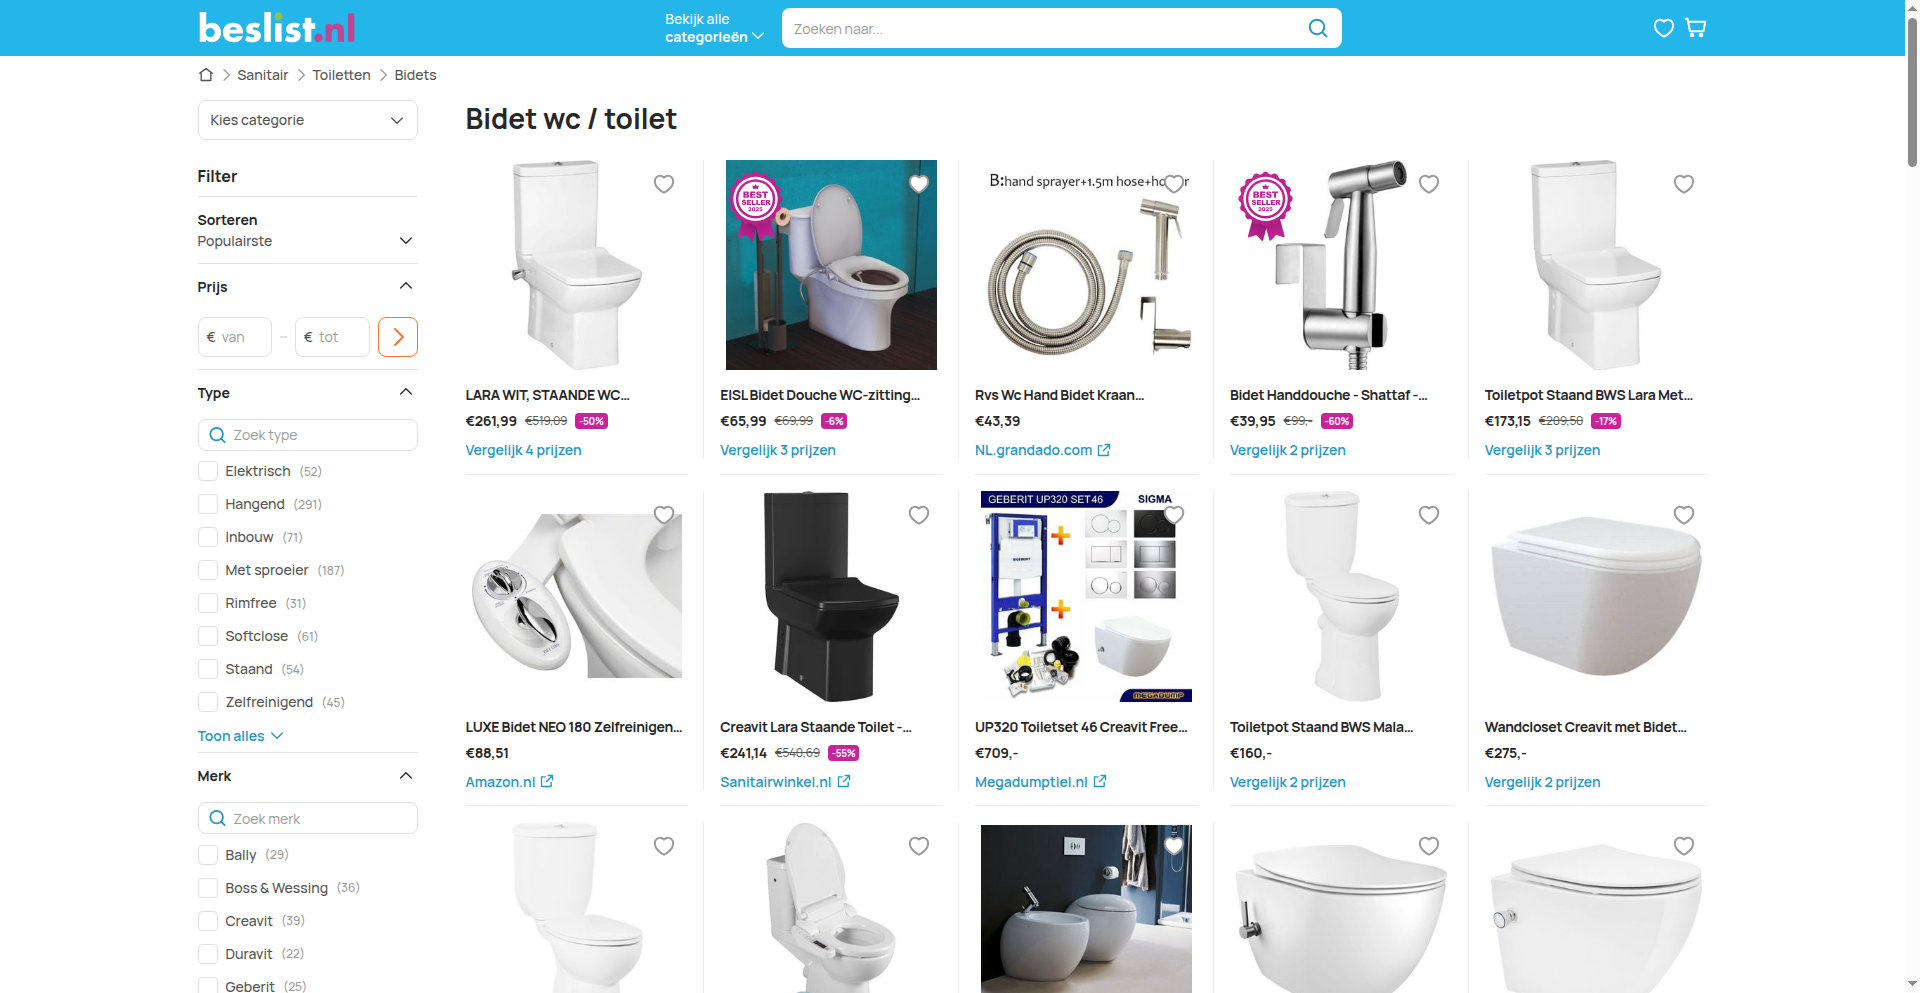 beslist.nl
Bekijk alle
categorieën
Zoeken naar...
Sanitair
Toiletten
Bidets
Kies categorie
Bidet wc / toilet
Filter
Sorteren
Populairste
Prijs
€ van
–
€ tot
Type
Zoek type
Elektrisch (52)
Hangend (291)
Inbouw (71)
Met sproeier (187)
Rimfree (31)
Softclose (61)
Staand (54)
Zelfreinigend (45)
Toon alles
Merk
Zoek merk
Bally (29)
Boss & Wessing (36)
Creavit (39)
Duravit (22)
Geberit (25)
LARA WIT, STAANDE WC...
€261,99 €519,09 -50%
Vergelijk 4 prijzen
BEST
SELLER
2025
EISL Bidet Douche WC-zitting...
€65,99 €69,99 -6%
Vergelijk 3 prijzen
B:hand sprayer+1.5m hose+ho
Rvs Wc Hand Bidet Kraan...
€43,39
NL.grandado.com
BEST
SELLER
2025
Bidet Handdouche - Shattaf -...
€39,95 €99,- -60%
Vergelijk 2 prijzen
Toiletpot Staand BWS Lara Met...
€173,15 €209,50 -17%
Vergelijk 3 prijzen
LUXE Bidet NEO 180 Zelfreinigen...
€88,51
Amazon.nl
Creavit Lara Staande Toilet -...
€241,14 €540,69 -55%
Sanitairwinkel.nl
GEBERIT UP320 SET46
SIGMA
MEGADUMP
UP320 Toiletset 46 Creavit Free...
€709,-
Megadumptiel.nl
Toiletpot Staand BWS Mala...
€160,-
Vergelijk 2 prijzen
Wandcloset Creavit met Bidet...
€275,-
Vergelijk 2 prijzen